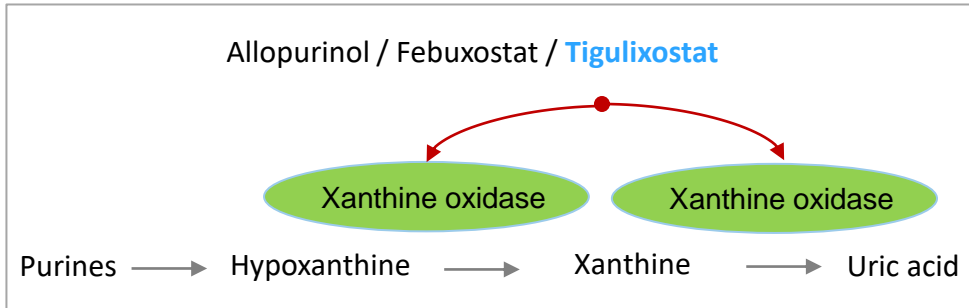 Allopurinol / Febuxostat / Tigulixostat
Xanthine oxidase Xanthine oxidase
Purines Hypoxanthine Xanthine Uric acid